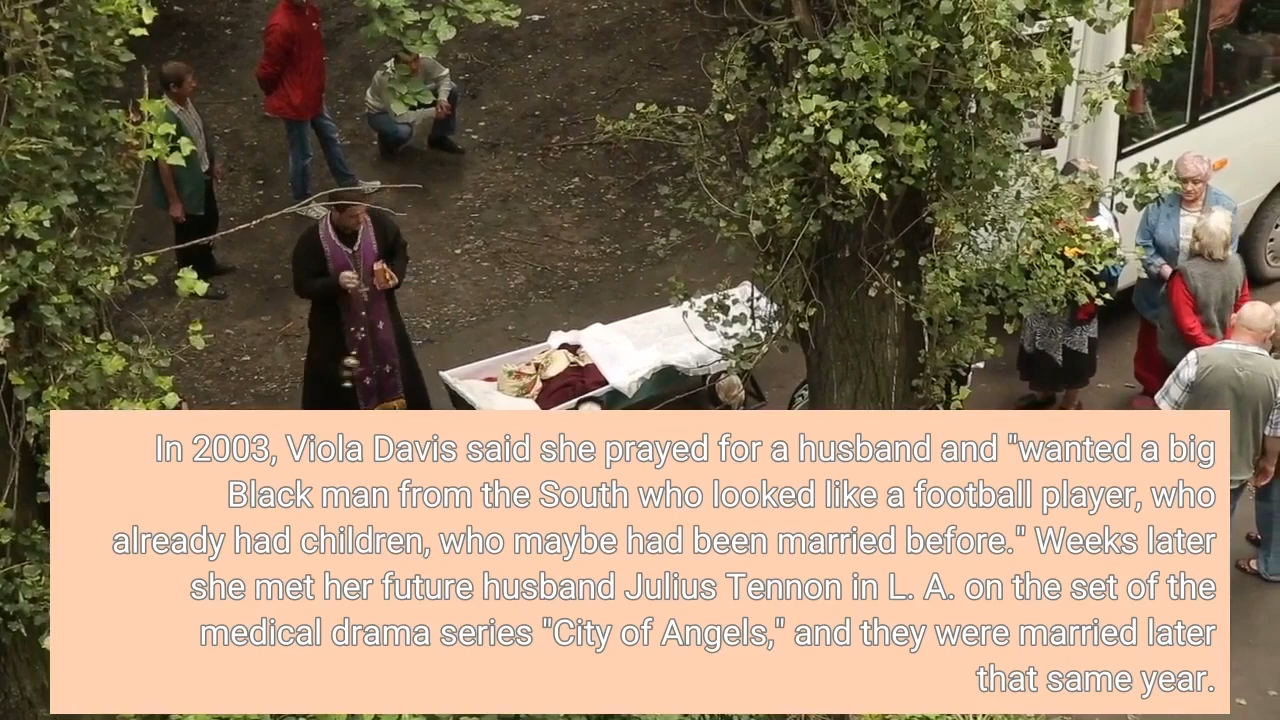 In 2003, Viola Davis said she prayed for a husband and "wanted a big
Black man from the South who looked like a football player, who
already had children, who maybe had been married before." Weeks later
she met her future husband Julius Tennon in L. A. on the set of the
medical drama series "City of Angels," and they were married later
that same year.